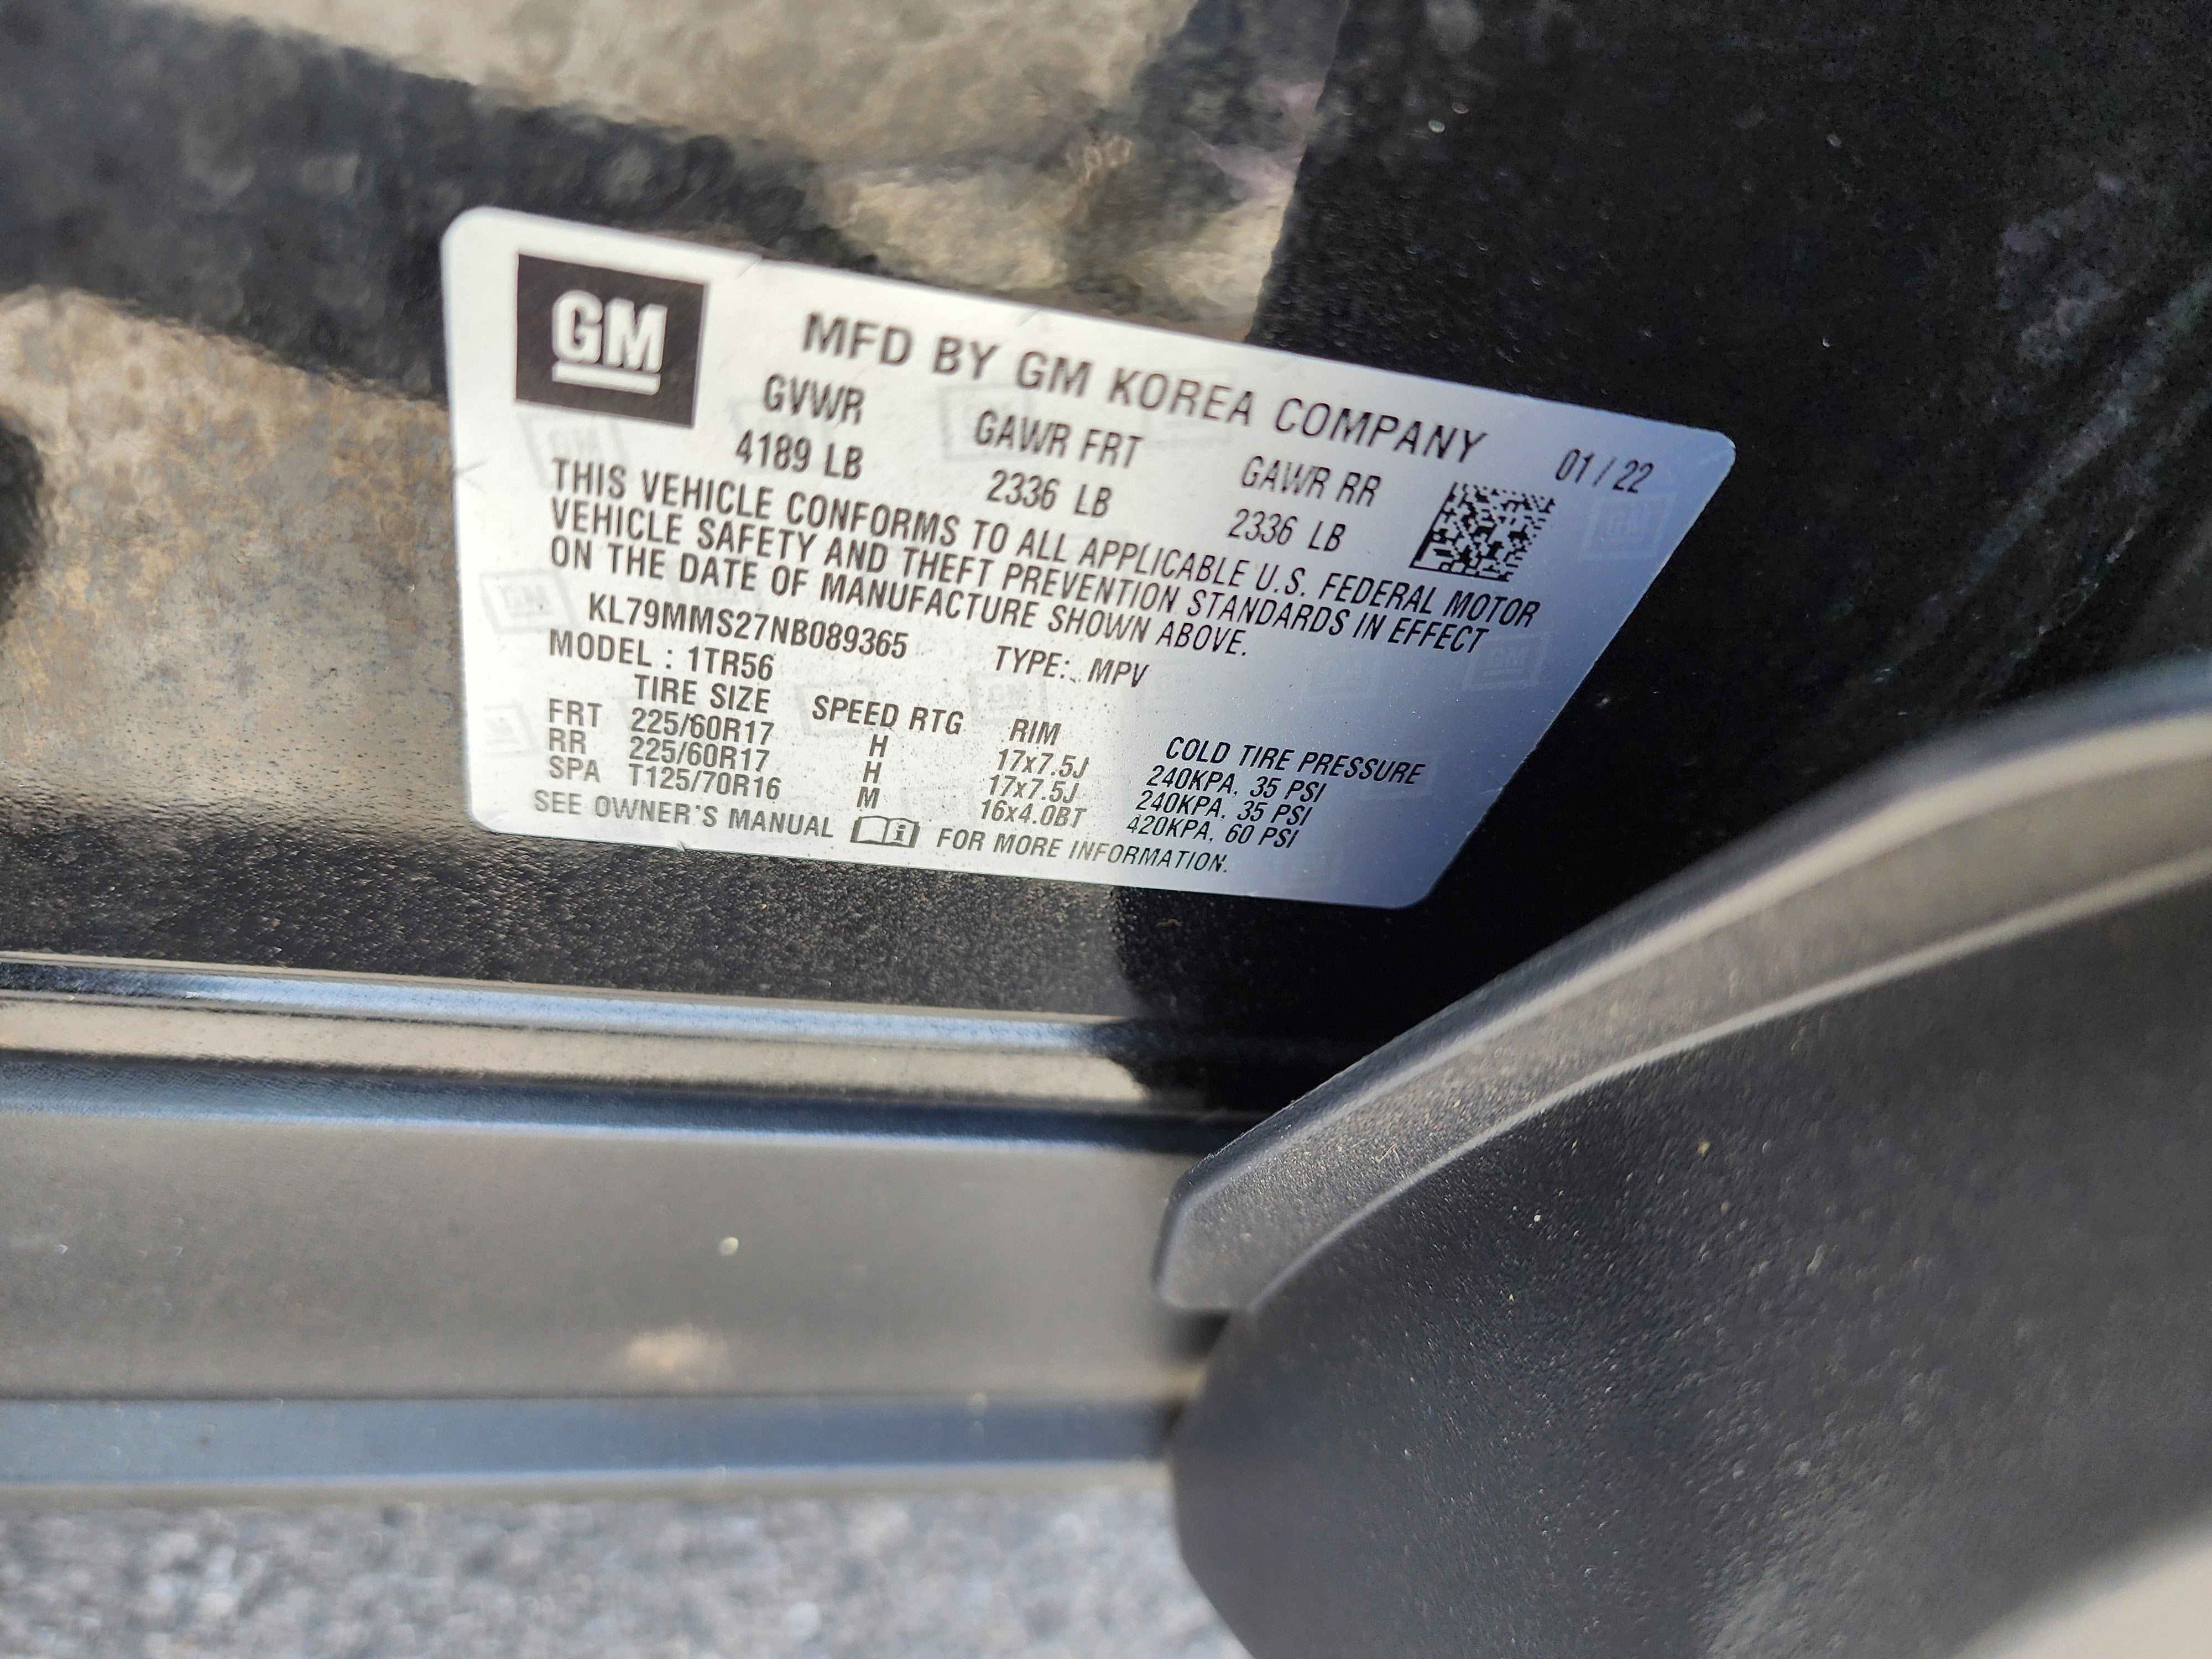 GM
MFD BY GM KOREA COMPANY 01 / 22
GVWR GAWR FRT GAWR RR
4189 LB 2336 LB 2336 LB
THIS VEHICLE CONFORMS TO ALL APPLICABLE U.S. FEDERAL MOTOR
VEHICLE SAFETY AND THEFT PREVENTION STANDARDS IN EFFECT
ON THE DATE OF MANUFACTURE SHOWN ABOVE.
KL79MMS27NB089365 TYPE: MPV
MODEL : 1TR56
TIRE SIZE SPEED RTG RIM COLD TIRE PRESSURE
FRT 225/60R17 H 17x7.5J 240KPA, 35 PSI
RR 225/60R17 H 17x7.5J 240KPA, 35 PSI
SPA T125/70R16 M 16x4.0BT 420KPA, 60 PSI
SEE OWNER'S MANUAL FOR MORE INFORMATION.